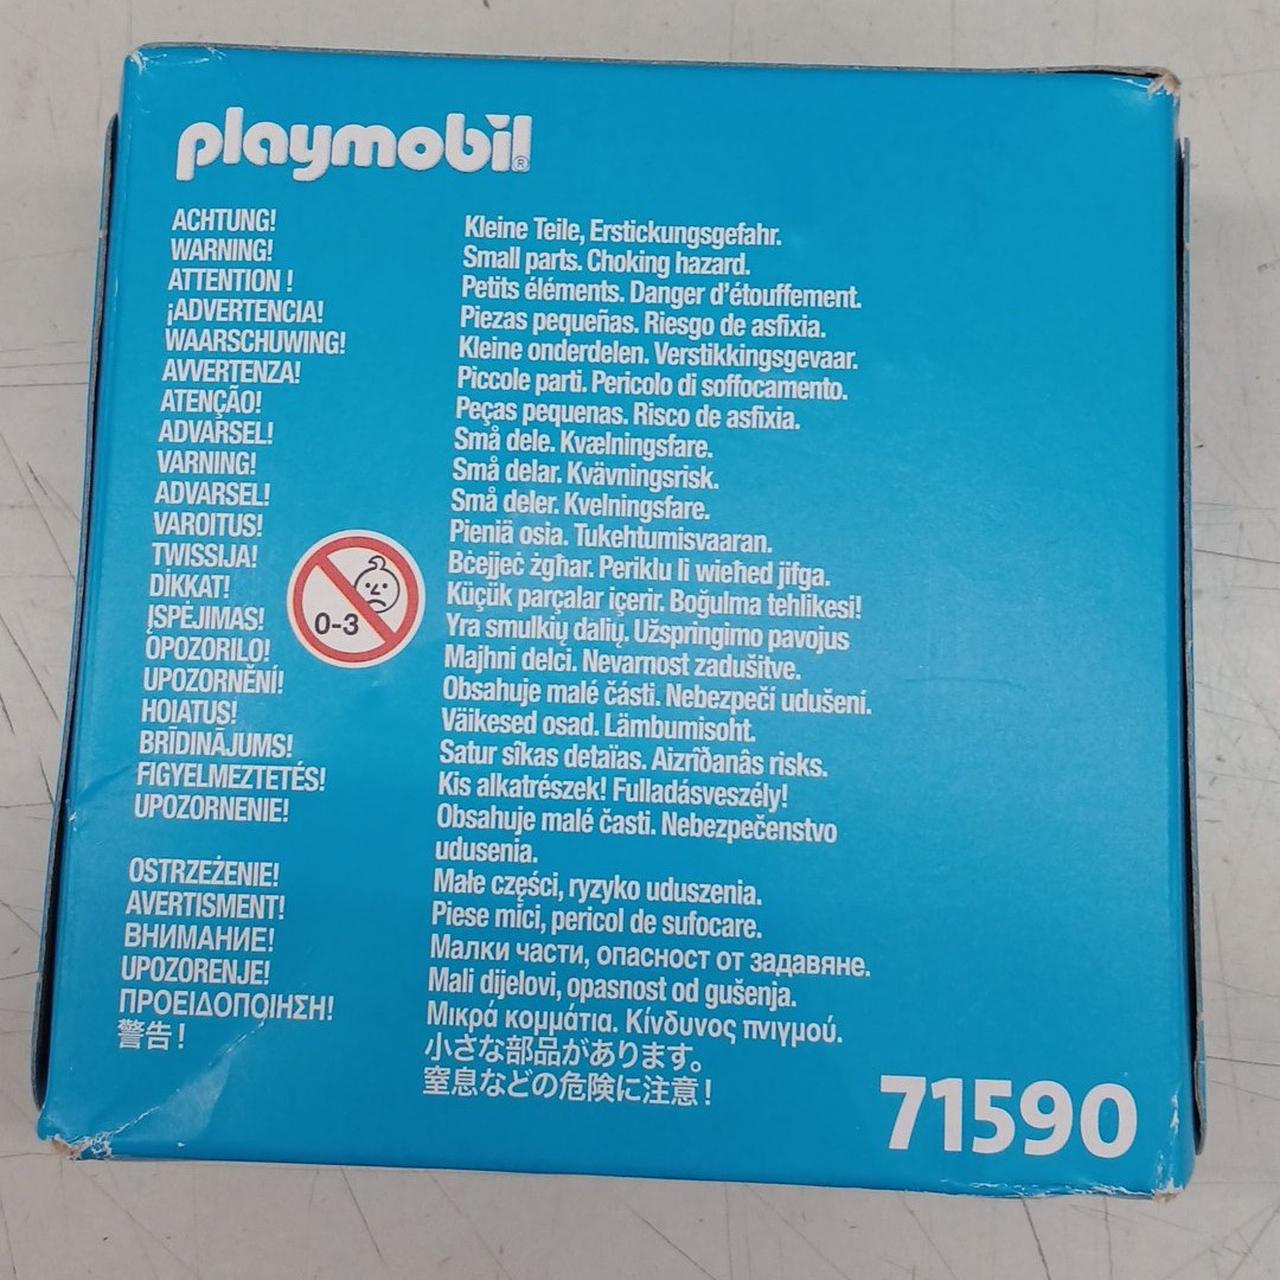 playmobil®
ACHTUNG! Kleine Teile, Erstickungsgefahr.
WARNING! Small parts. Choking hazard.
ATTENTION ! Petits éléments. Danger d'étouffement.
¡ADVERTENCIA! Piezas pequeñas. Riesgo de asfixia.
WAARSCHUWING! Kleine onderdelen. Verstikkingsgevaar.
AVVERTENZA! Piccole parti. Pericolo di soffocamento.
ATENÇÃO! Peças pequenas. Risco de asfixia.
ADVARSEL! Små dele. Kvælningsfare.
VARNING! Små delar. Kvävningsrisk.
ADVARSEL! Små deler. Kvelningsfare.
VAROITUS! Pieniä osia. Tukehtumisvaaran.
TWISSIJA! Bċejjeċ żgħar. Periklu li wieħed jifga.
DİKKAT! Küçük parçalar içerir. Boğulma tehlikesi!
ĮSPĖJIMAS! Yra smulkių dalių. Užspringimo pavojus
OPOZORILO! Majhni delci. Nevarnost zadušitve.
UPOZORNĚNÍ! Obsahuje malé části. Nebezpečí udušení.
HOIATUS! Väikesed osad. Lämbumisoht.
BRĪDINĀJUMS! Satur sîkas detaïas. Aizrîðanâs risks.
FIGYELMEZTETÉS! Kis alkatrészek! Fulladásveszély!
UPOZORNENIE! Obsahuje malé časti. Nebezpečenstvo
udusenia.
OSTRZEŻENIE! Małe części, ryzyko uduszenia.
AVERTISMENT! Piese mici, pericol de sufocare.
ВНИМАНИЕ! Малки части, опасност от задавяне.
UPOZORENJE! Mali dijelovi, opasnost od gušenja.
ΠΡΟΕΙΔΟΠΟΙΗΣΗ! Μικρά κομμάτια. Κίνδυνος πνιγμού.
警告！ 小さな部品があります。
窒息などの危険に注意！
0-3
71590